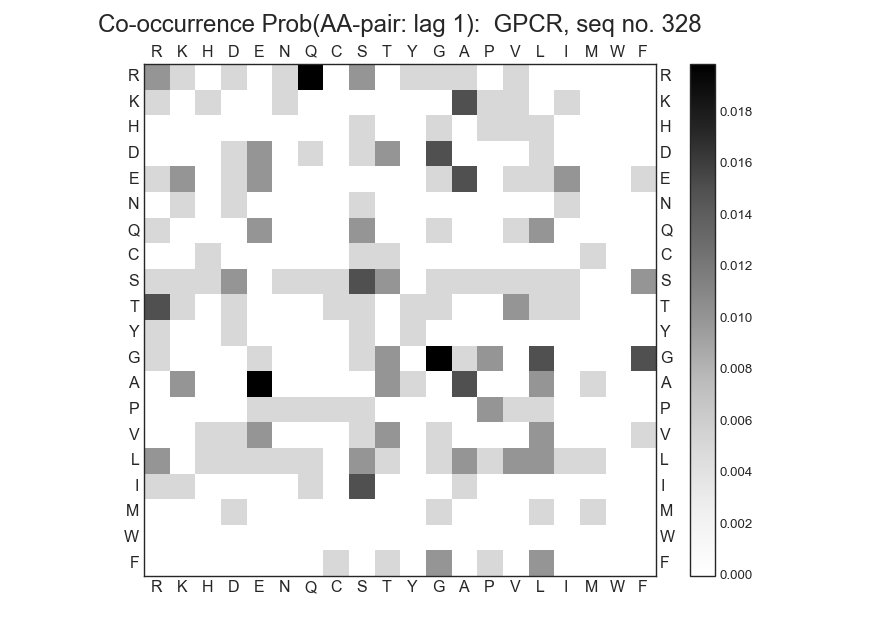 Co-occurrence Prob(AA-pair: lag 1):  GPCR, seq no. 328
R K H D E N Q C S T Y G A P V L I M W F
R R
K K
H H 0.018
D D 0.016
E E
N N 0.014
Q Q
C C 0.012
S S
T T 0.010
Y Y
G G 0.008
A A
P P 0.006
V V
L L 0.004
I I
M M 0.002
W W
F F 0.000
R K H D E N Q C S T Y G A P V L I M W F